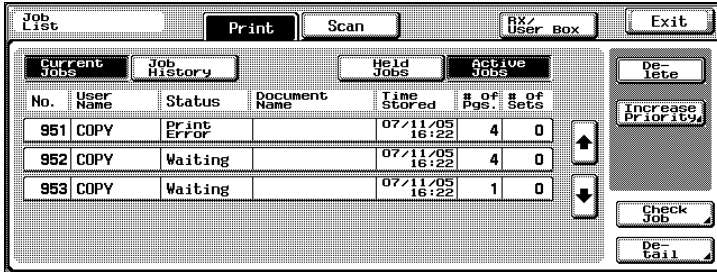 Job List
Print
Scan
RX/ User Box
Exit
Current Jobs
Job History
Held Jobs
Active Jobs
De- lete
No. User Name Status Document Name Time Stored # of Pgs. # of Sets
Increase Priority
951 COPY Print Error 07/11/05 16:22 4 0
952 COPY Waiting 07/11/05 16:22 4 0
953 COPY Waiting 07/11/05 16:22 1 0
Check Job
De- tail